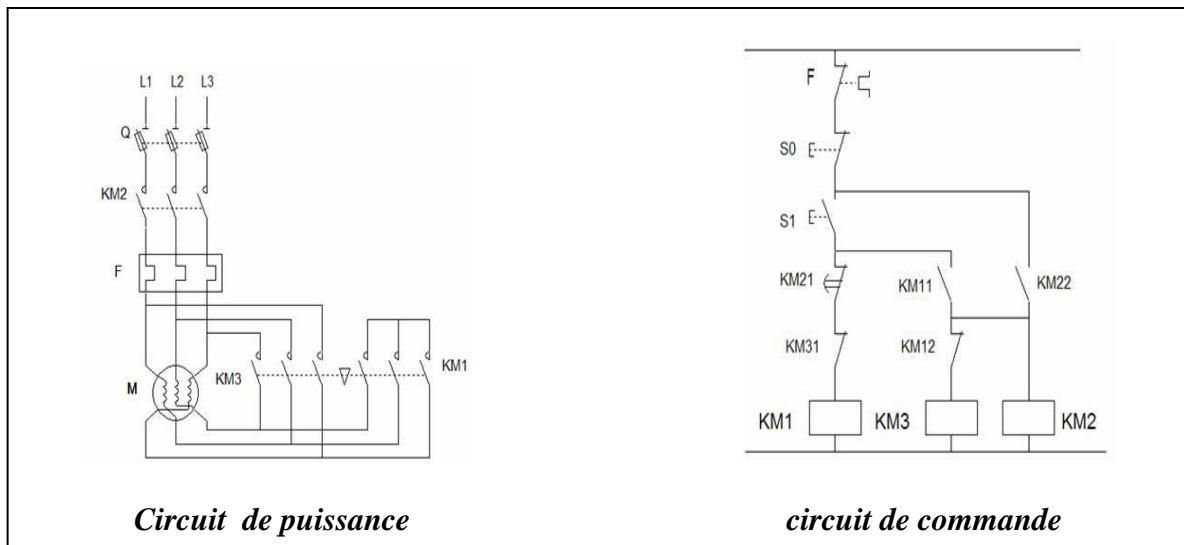 L1 L2 L3
Q
KM2
F
KM3
KM1
M
F
S0
S1
KM21
KM11
KM22
KM31
KM12
KM1
KM3
KM2
Circuit de puissance
circuit de commande